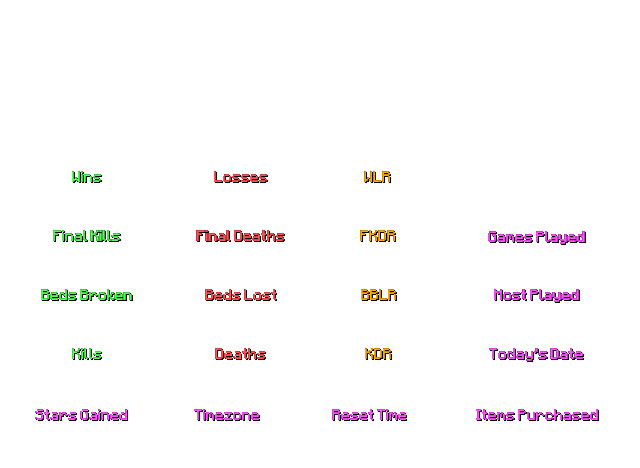 Wins Losses WLR
Final Kills Final Deaths FKDR Games Played
Beds Broken Beds Lost BBLR Most Played
Kills Deaths KDR Today's Date
Stars Gained Timezone Reset Time Items Purchased